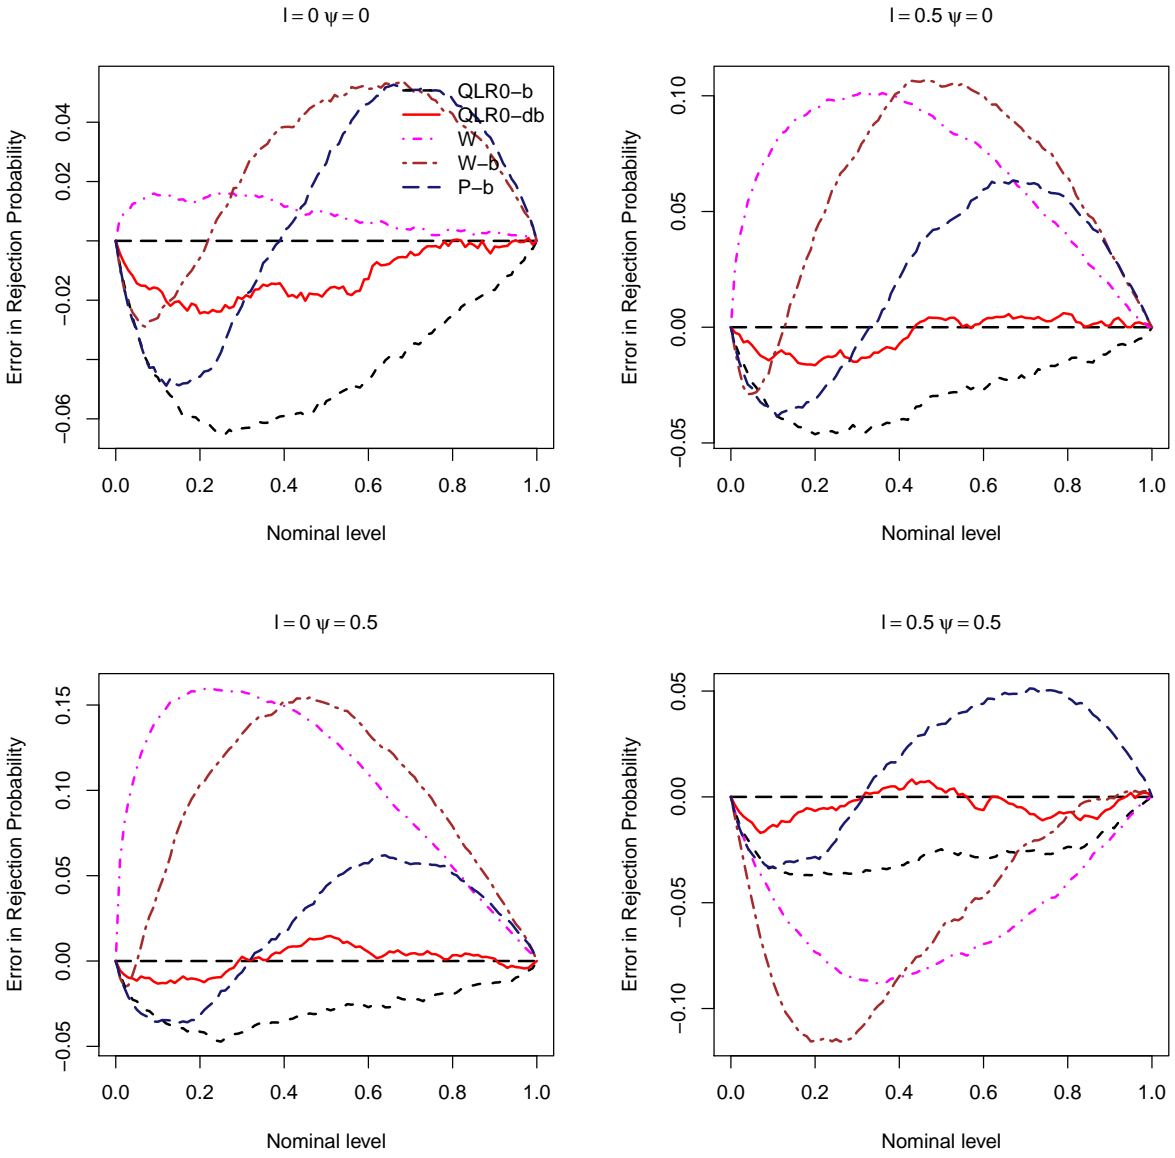 l = 0 ψ = 0
Error in Rejection Probability
0.04
0.02
−0.02
−0.06
QLR0−b
QLR0−db
W
W−b
P−b
0.0 0.2 0.4 0.6 0.8 1.0
Nominal level
l = 0.5 ψ = 0
Error in Rejection Probability
0.10
0.05
0.00
−0.05
0.0 0.2 0.4 0.6 0.8 1.0
Nominal level
l = 0 ψ = 0.5
Error in Rejection Probability
0.15
0.10
0.05
0.00
−0.05
0.0 0.2 0.4 0.6 0.8 1.0
Nominal level
l = 0.5 ψ = 0.5
Error in Rejection Probability
0.05
0.00
−0.05
−0.10
0.0 0.2 0.4 0.6 0.8 1.0
Nominal level